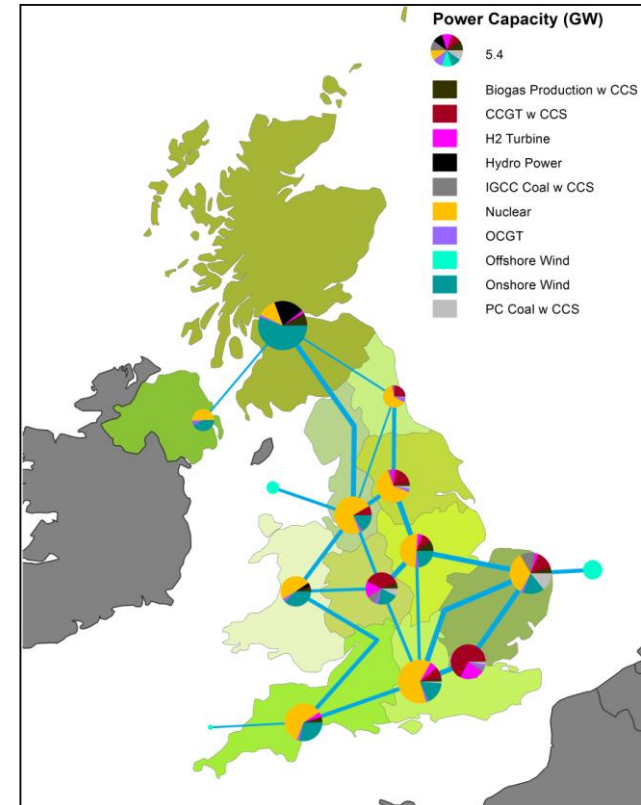 Power Capacity (GW)
5.4
Biogas Production w CCS
CCGT w CCS
H2 Turbine
Hydro Power
IGCC Coal w CCS
Nuclear
OCGT
Offshore Wind
Onshore Wind
PC Coal w CCS